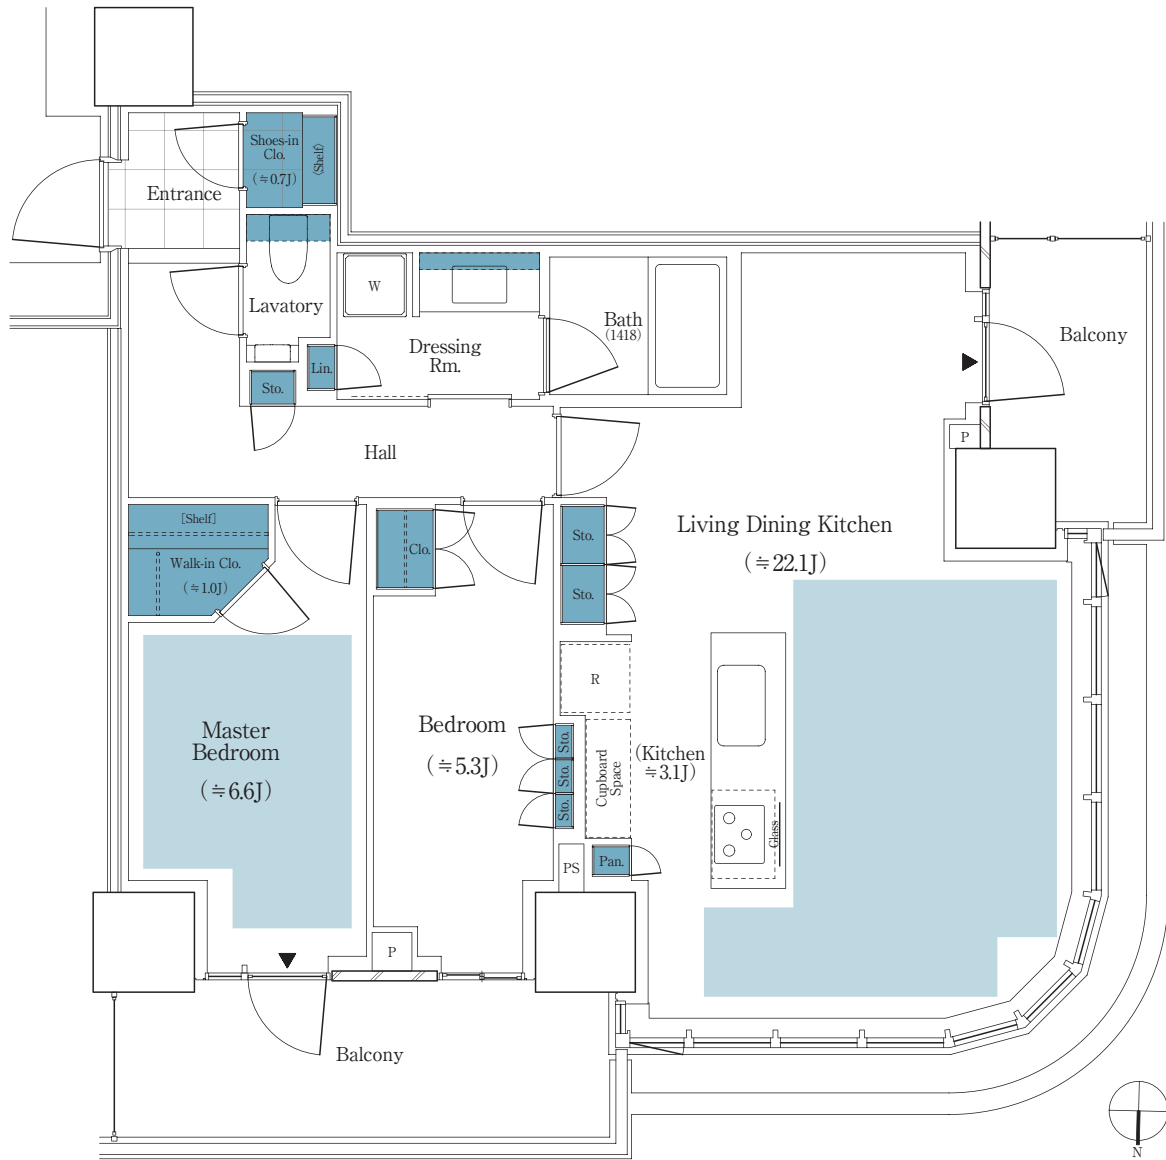 Shoes-in
Clo.
(≒0.7J)
〈Shelf〉
Entrance
Lavatory
W
Bath
(1418)
Dressing
Rm.
Balcony
Lin.
Sto.
P
Hall
[Shelf]
Walk-in Clo.
(≒1.0J)
Clo.
Sto.
Sto.
Living Dining Kitchen
(≒22.1J)
R
Master
Bedroom
(≒6.6J)
Bedroom
(≒5.3J)
Sto.
Sto.
Sto.
Cupboard
Space
(Kitchen
≒3.1J)
Glass
PS
Pan.
P
Balcony
N